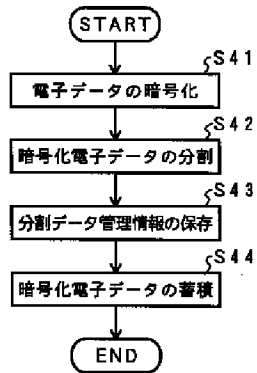 START
S41
電子データの暗号化
S42
暗号化電子データの分割
S43
分割データ管理情報の保存
S44
暗号化電子データの蓄積
END